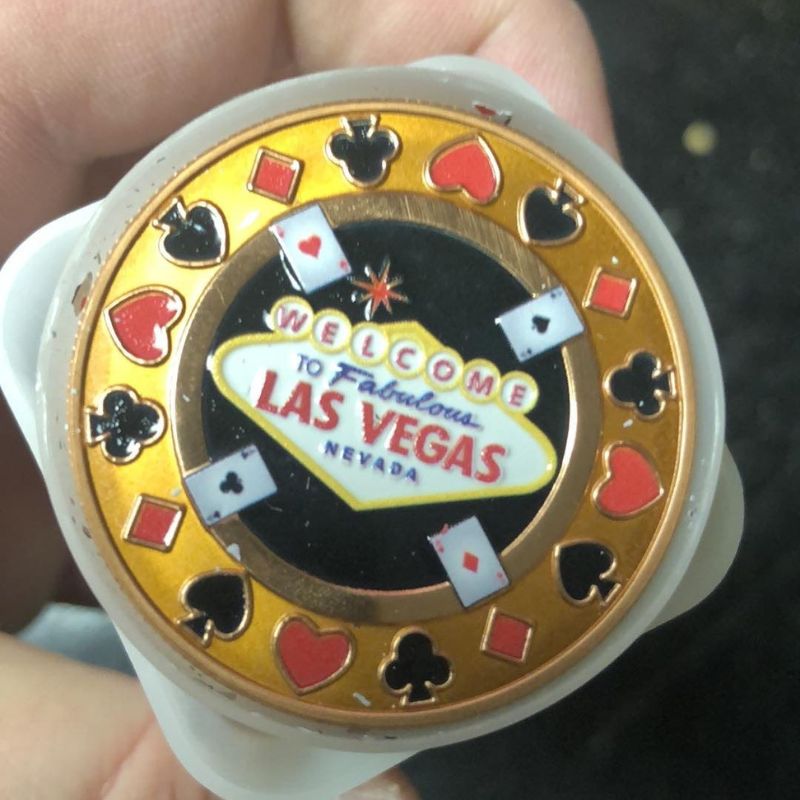 WELCOME
TO Fabulous
LAS VEGAS
NEVADA